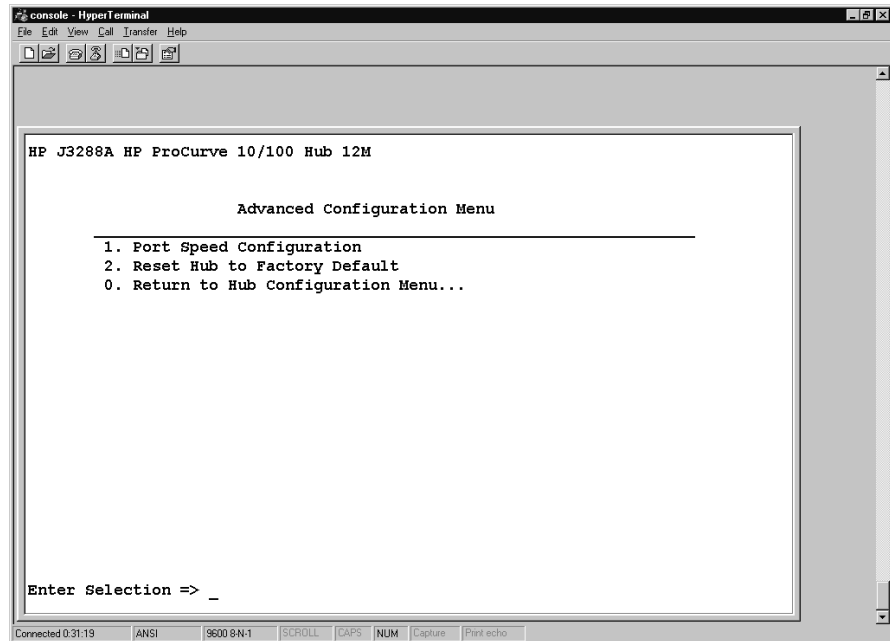 console - HyperTerminal
File Edit View Call Transfer Help
HP J3288A HP ProCurve 10/100 Hub 12M
Advanced Configuration Menu
1. Port Speed Configuration
2. Reset Hub to Factory Default
0. Return to Hub Configuration Menu...
Enter Selection => _
Connected 0:31:19 ANSI 9600 8-N-1 SCROLL CAPS NUM Capture Print echo